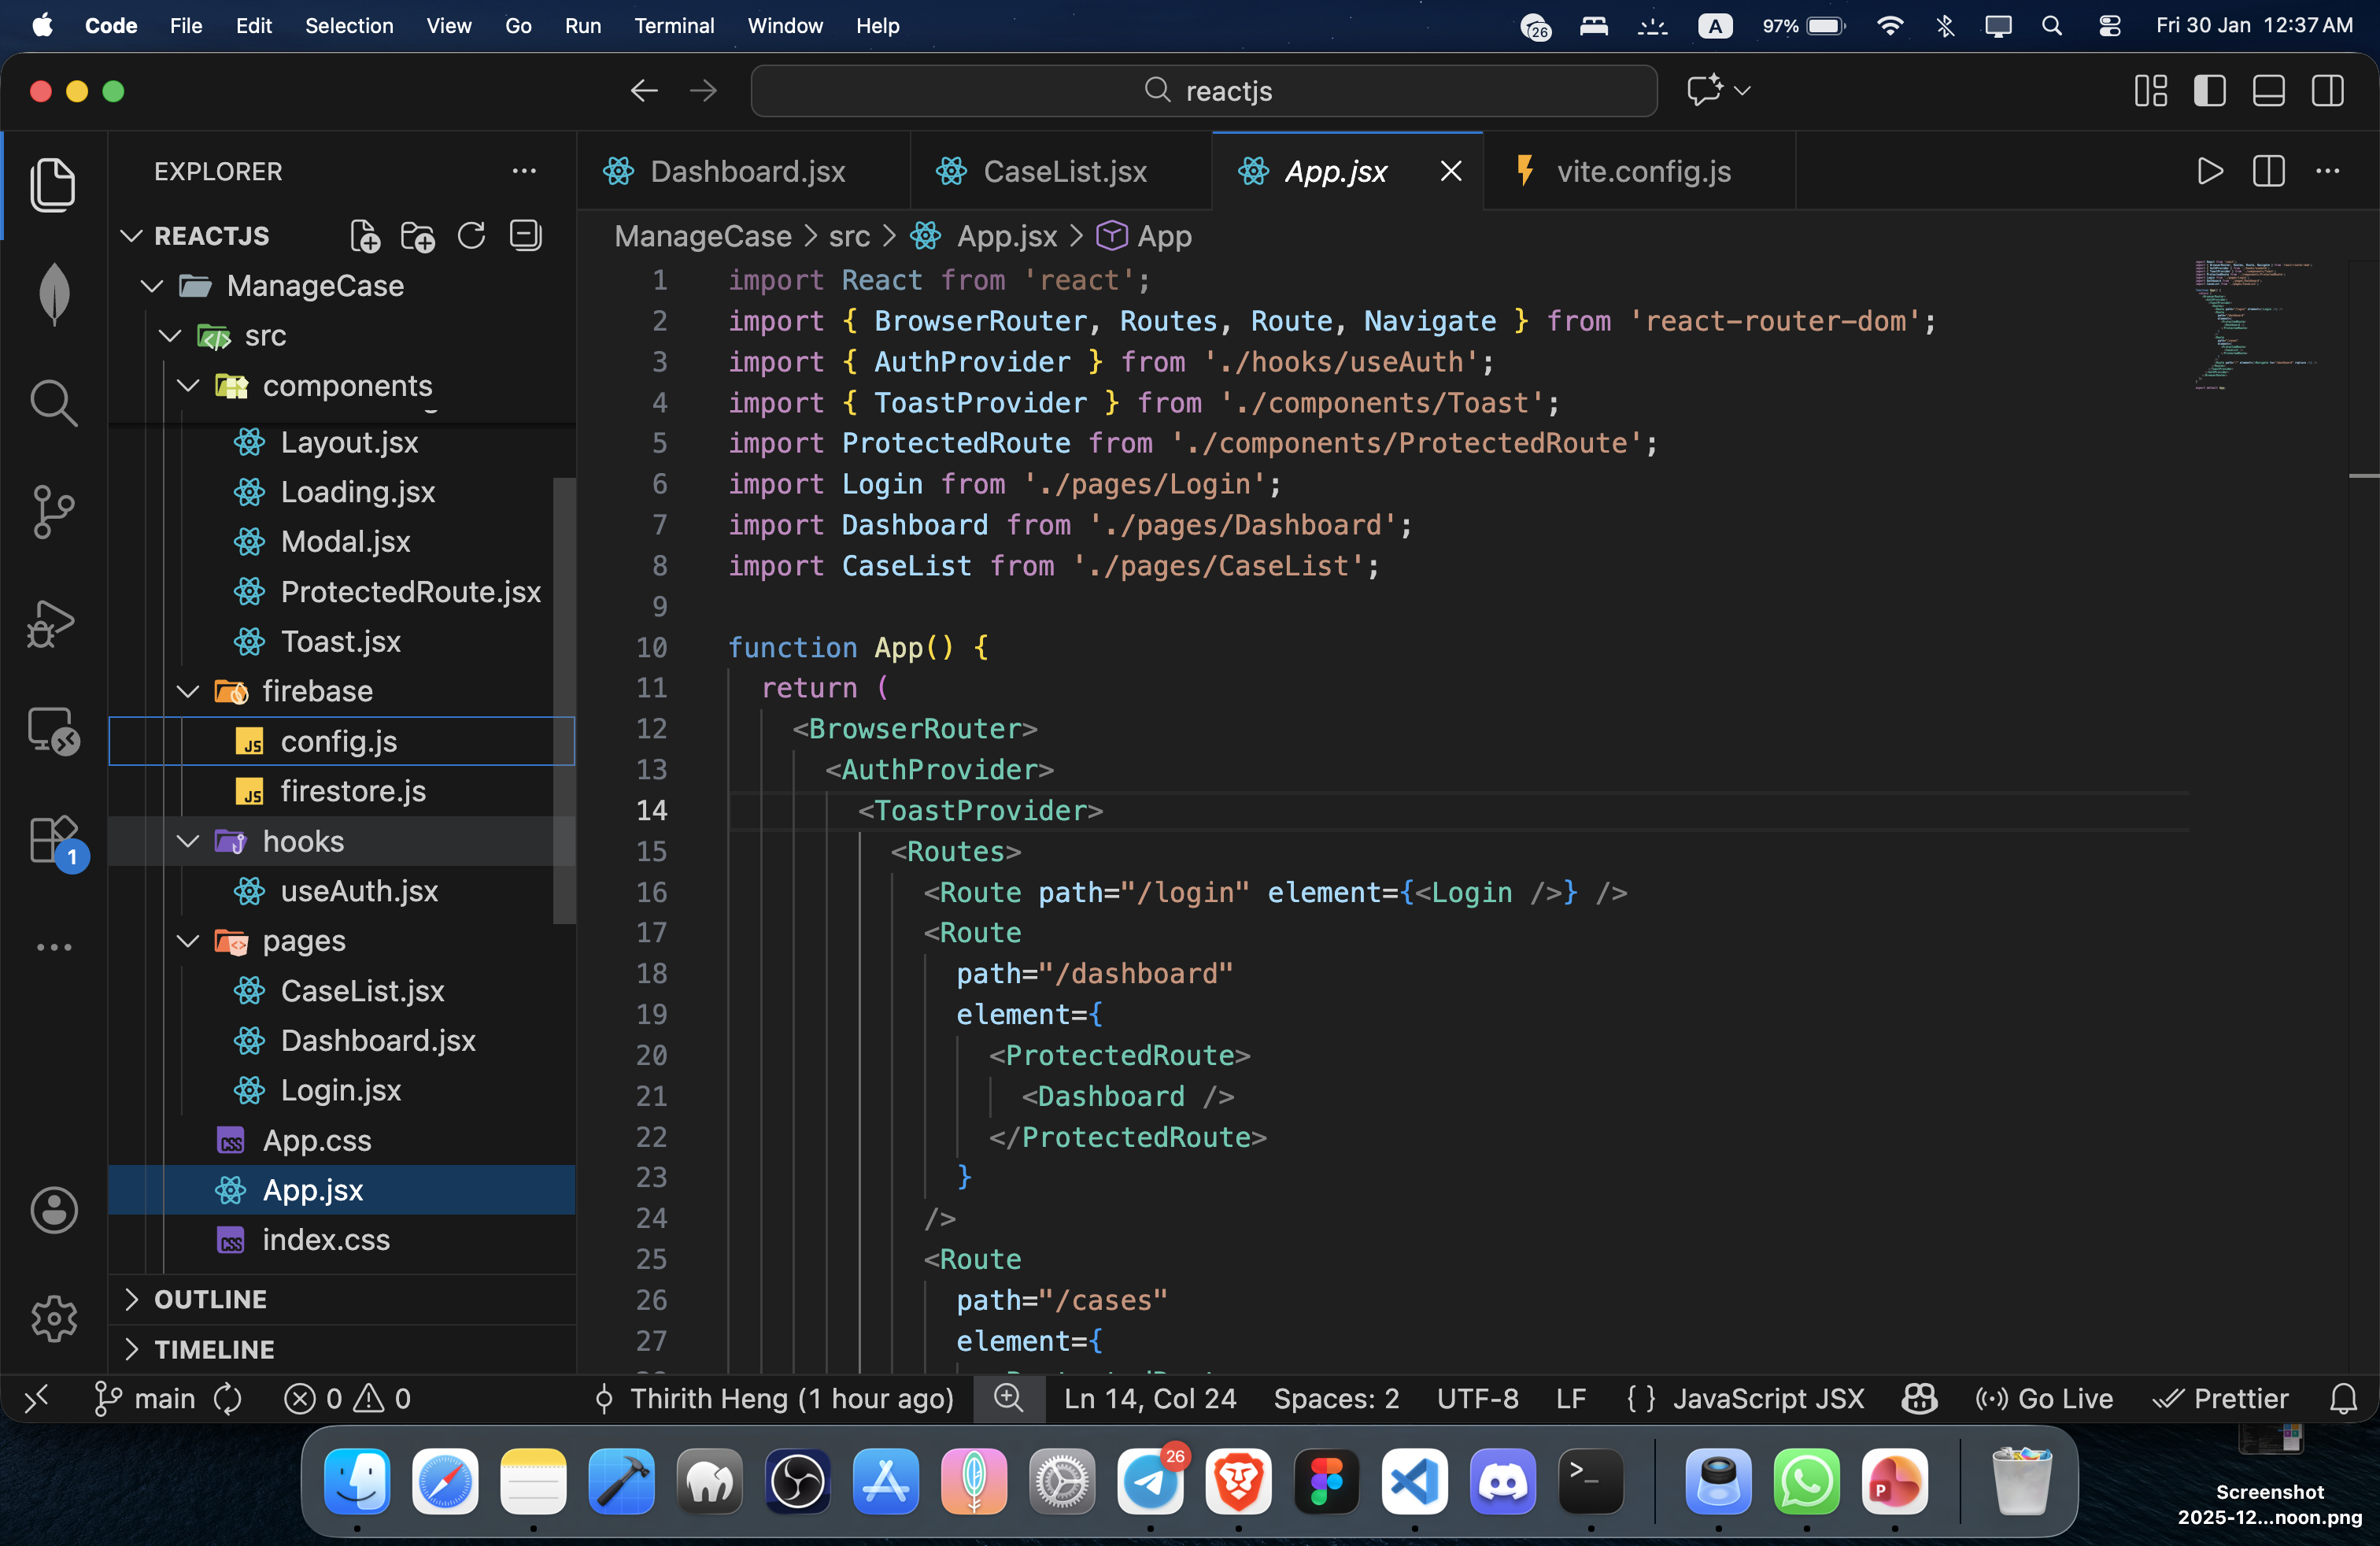 Code File Edit Selection View Go Run Terminal Window Help 26 A 97% Fri 30 Jan 12:37 AM
reactjs
EXPLORER
REACTJS
ManageCase
src
components
Layout.jsx
Loading.jsx
Modal.jsx
ProtectedRoute.jsx
Toast.jsx
firebase
JS config.js
JS firestore.js
hooks
useAuth.jsx
pages
CaseList.jsx
Dashboard.jsx
Login.jsx
App.css
App.jsx
index.css
OUTLINE
TIMELINE
1
Dashboard.jsx CaseList.jsx App.jsx vite.config.js
ManageCase > src > App.jsx > App
1 import React from 'react';
2 import { BrowserRouter, Routes, Route, Navigate } from 'react-router-dom';
3 import { AuthProvider } from './hooks/useAuth';
4 import { ToastProvider } from './components/Toast';
5 import ProtectedRoute from './components/ProtectedRoute';
6 import Login from './pages/Login';
7 import Dashboard from './pages/Dashboard';
8 import CaseList from './pages/CaseList';
9
10 function App() {
11 return (
12 <BrowserRouter>
13 <AuthProvider>
14 <ToastProvider>
15 <Routes>
16 <Route path="/login" element={<Login />} />
17 <Route
18 path="/dashboard"
19 element={
20 <ProtectedRoute>
21 <Dashboard />
22 </ProtectedRoute>
23 }
24 />
25 <Route
26 path="/cases"
27 element={
main 0 0 Thirith Heng (1 hour ago) Ln 14, Col 24 Spaces: 2 UTF-8 LF { } JavaScript JSX Go Live Prettier
26
Screenshot
2025-12...noon.png